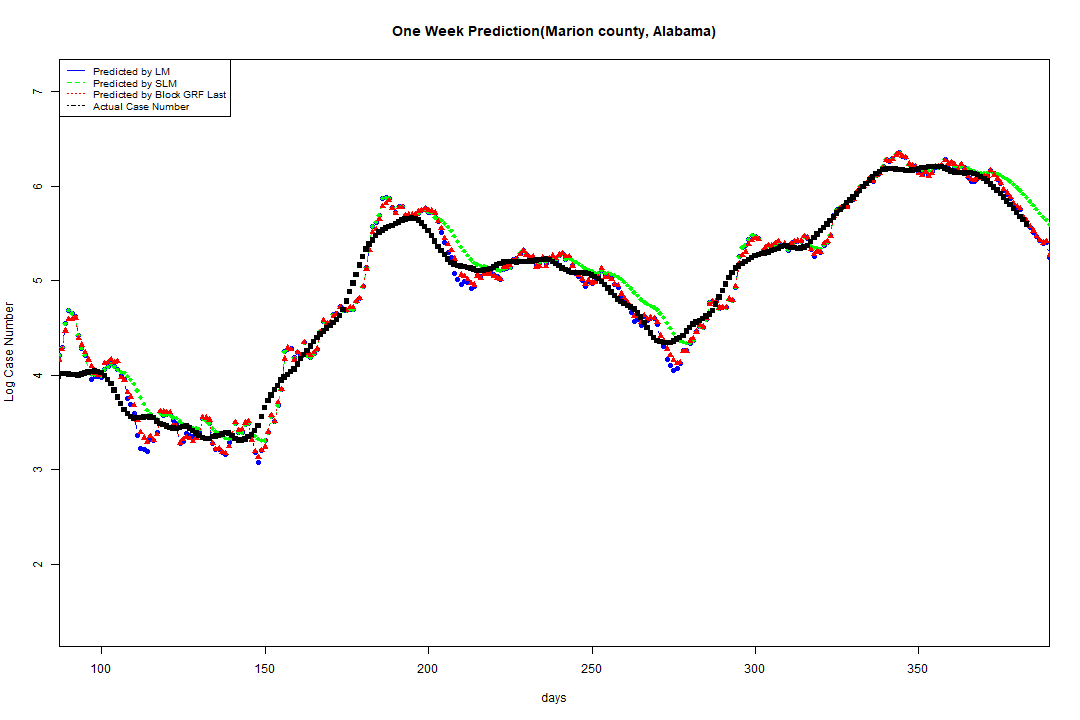 One Week Prediction(Marion county, Alabama)
Predicted by LM
Predicted by SLM
Predicted by Block GRF Last
Actual Case Number
7
6
5
4
3
2
Log Case Number
100 150 200 250 300 350
days